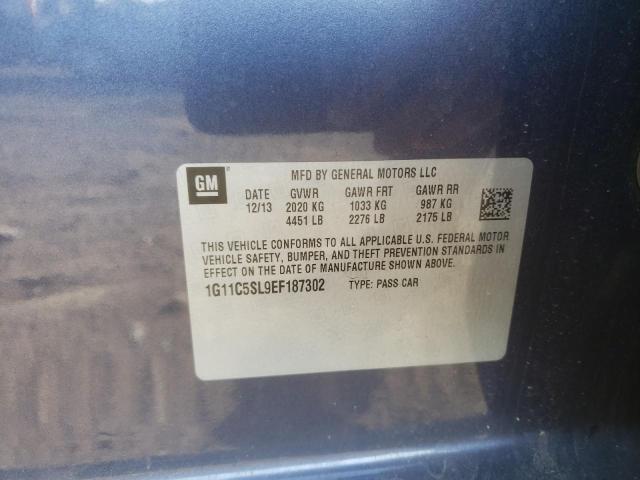 GM
MFD BY GENERAL MOTORS LLC
DATE GVWR GAWR FRT GAWR RR
12/13 2020 KG 1033 KG 987 KG
4451 LB 2276 LB 2175 LB
THIS VEHICLE CONFORMS TO ALL APPLICABLE U.S. FEDERAL MOTOR
VEHICLE SAFETY, BUMPER, AND THEFT PREVENTION STANDARDS IN
EFFECT ON THE DATE OF MANUFACTURE SHOWN ABOVE.
1G11C5SL9EF187302 TYPE: PASS CAR